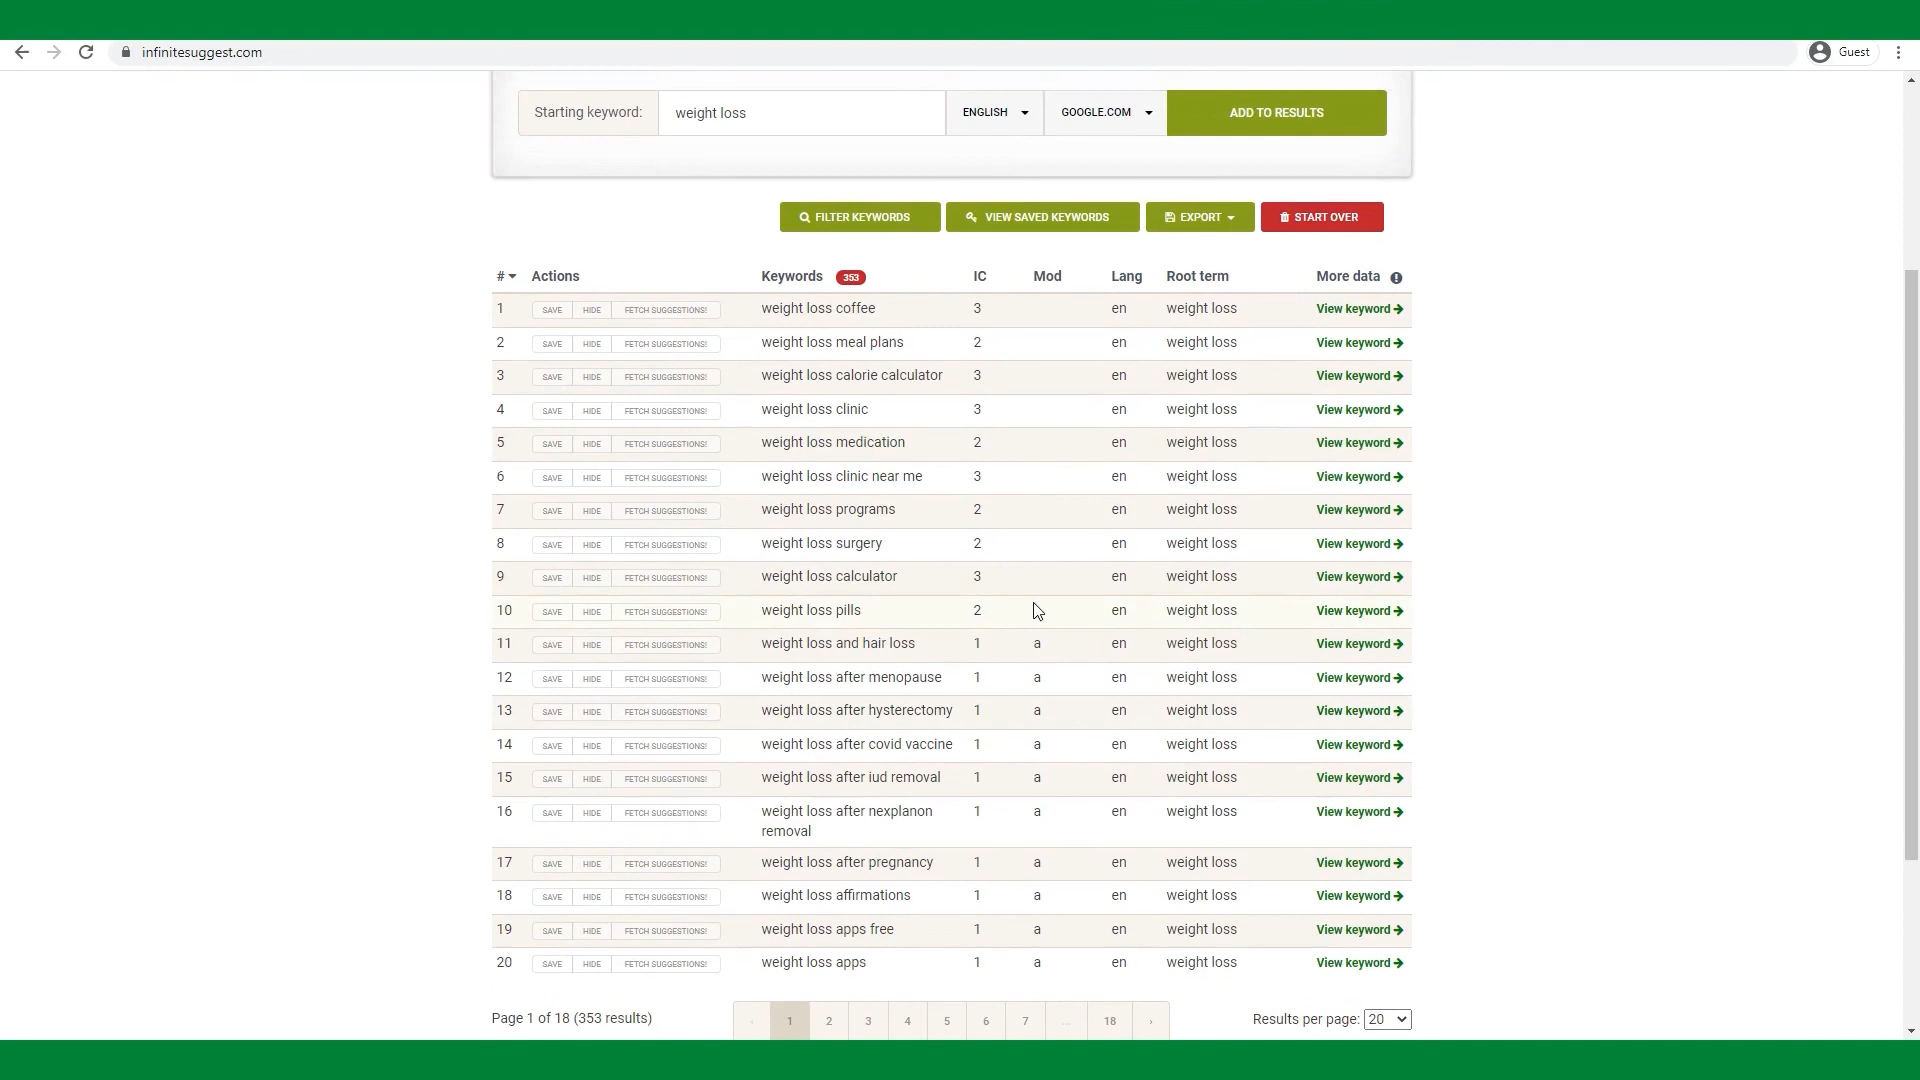 infinitesuggest.com
Guest
Starting keyword: weight loss ENGLISH GOOGLE.COM ADD TO RESULTS
FILTER KEYWORDS VIEW SAVED KEYWORDS EXPORT START OVER
# Actions Keywords 353 IC Mod Lang Root term More data
1 SAVE HIDE FETCH SUGGESTIONS! weight loss coffee 3 en weight loss View keyword
2 SAVE HIDE FETCH SUGGESTIONS! weight loss meal plans 2 en weight loss View keyword
3 SAVE HIDE FETCH SUGGESTIONS! weight loss calorie calculator 3 en weight loss View keyword
4 SAVE HIDE FETCH SUGGESTIONS! weight loss clinic 3 en weight loss View keyword
5 SAVE HIDE FETCH SUGGESTIONS! weight loss medication 2 en weight loss View keyword
6 SAVE HIDE FETCH SUGGESTIONS! weight loss clinic near me 3 en weight loss View keyword
7 SAVE HIDE FETCH SUGGESTIONS! weight loss programs 2 en weight loss View keyword
8 SAVE HIDE FETCH SUGGESTIONS! weight loss surgery 2 en weight loss View keyword
9 SAVE HIDE FETCH SUGGESTIONS! weight loss calculator 3 en weight loss View keyword
10 SAVE HIDE FETCH SUGGESTIONS! weight loss pills 2 en weight loss View keyword
11 SAVE HIDE FETCH SUGGESTIONS! weight loss and hair loss 1 a en weight loss View keyword
12 SAVE HIDE FETCH SUGGESTIONS! weight loss after menopause 1 a en weight loss View keyword
13 SAVE HIDE FETCH SUGGESTIONS! weight loss after hysterectomy 1 a en weight loss View keyword
14 SAVE HIDE FETCH SUGGESTIONS! weight loss after covid vaccine 1 a en weight loss View keyword
15 SAVE HIDE FETCH SUGGESTIONS! weight loss after iud removal 1 a en weight loss View keyword
16 SAVE HIDE FETCH SUGGESTIONS! weight loss after nexplanon 1 a en weight loss View keyword
removal
17 SAVE HIDE FETCH SUGGESTIONS! weight loss after pregnancy 1 a en weight loss View keyword
18 SAVE HIDE FETCH SUGGESTIONS! weight loss affirmations 1 a en weight loss View keyword
19 SAVE HIDE FETCH SUGGESTIONS! weight loss apps free 1 a en weight loss View keyword
20 SAVE HIDE FETCH SUGGESTIONS! weight loss apps 1 a en weight loss View keyword
Page 1 of 18 (353 results) ‹ 1 2 3 4 5 6 7 ... 18 › Results per page: 20